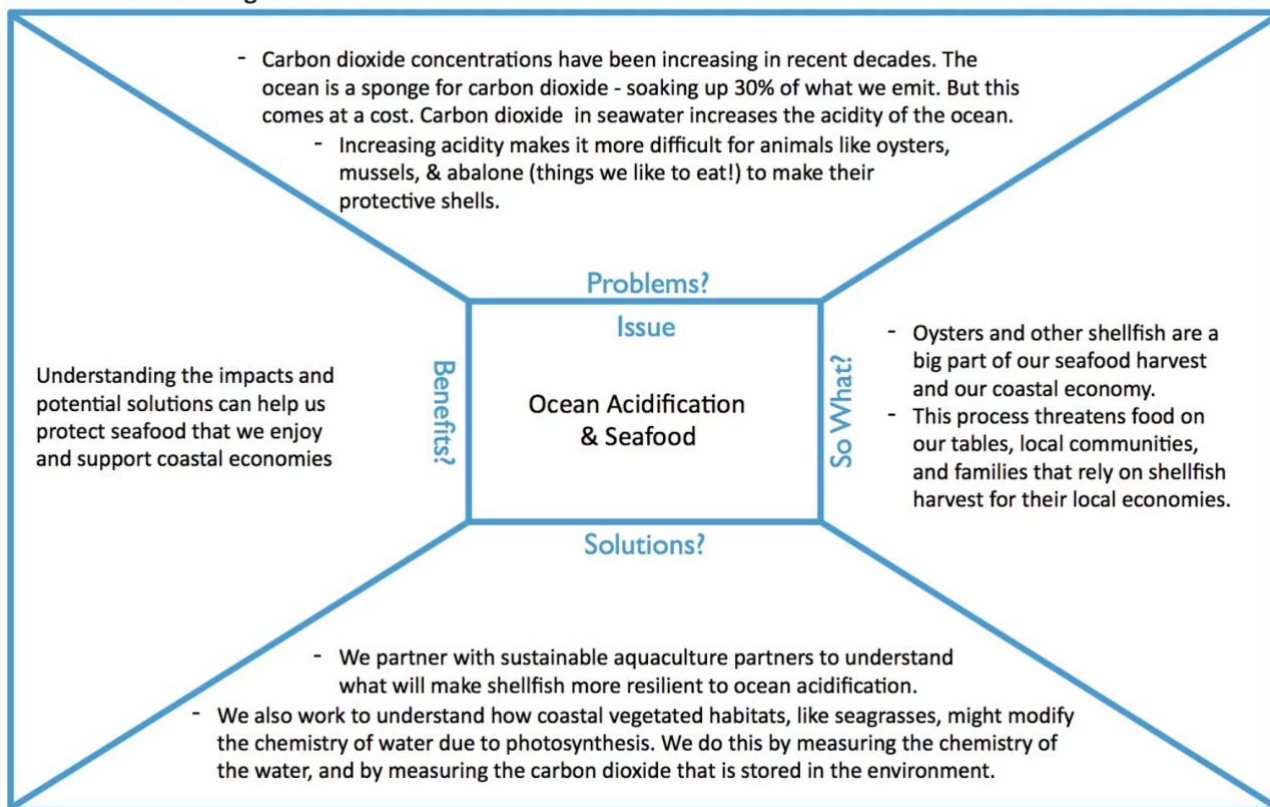 - Carbon dioxide concentrations have been increasing in recent decades. The
ocean is a sponge for carbon dioxide - soaking up 30% of what we emit. But this
comes at a cost. Carbon dioxide in seawater increases the acidity of the ocean.
- Increasing acidity makes it more difficult for animals like oysters,
mussels, & abalone (things we like to eat!) to make their
protective shells.
Problems?
Issue
Ocean Acidification
& Seafood
Benefits?
Understanding the impacts and
potential solutions can help us
protect seafood that we enjoy
and support coastal economies
So What?
- Oysters and other shellfish are a
big part of our seafood harvest
and our coastal economy.
- This process threatens food on
our tables, local communities,
and families that rely on shellfish
harvest for their local economies.
Solutions?
- We partner with sustainable aquaculture partners to understand
what will make shellfish more resilient to ocean acidification.
- We also work to understand how coastal vegetated habitats, like seagrasses, might modify
the chemistry of water due to photosynthesis. We do this by measuring the chemistry of
the water, and by measuring the carbon dioxide that is stored in the environment.